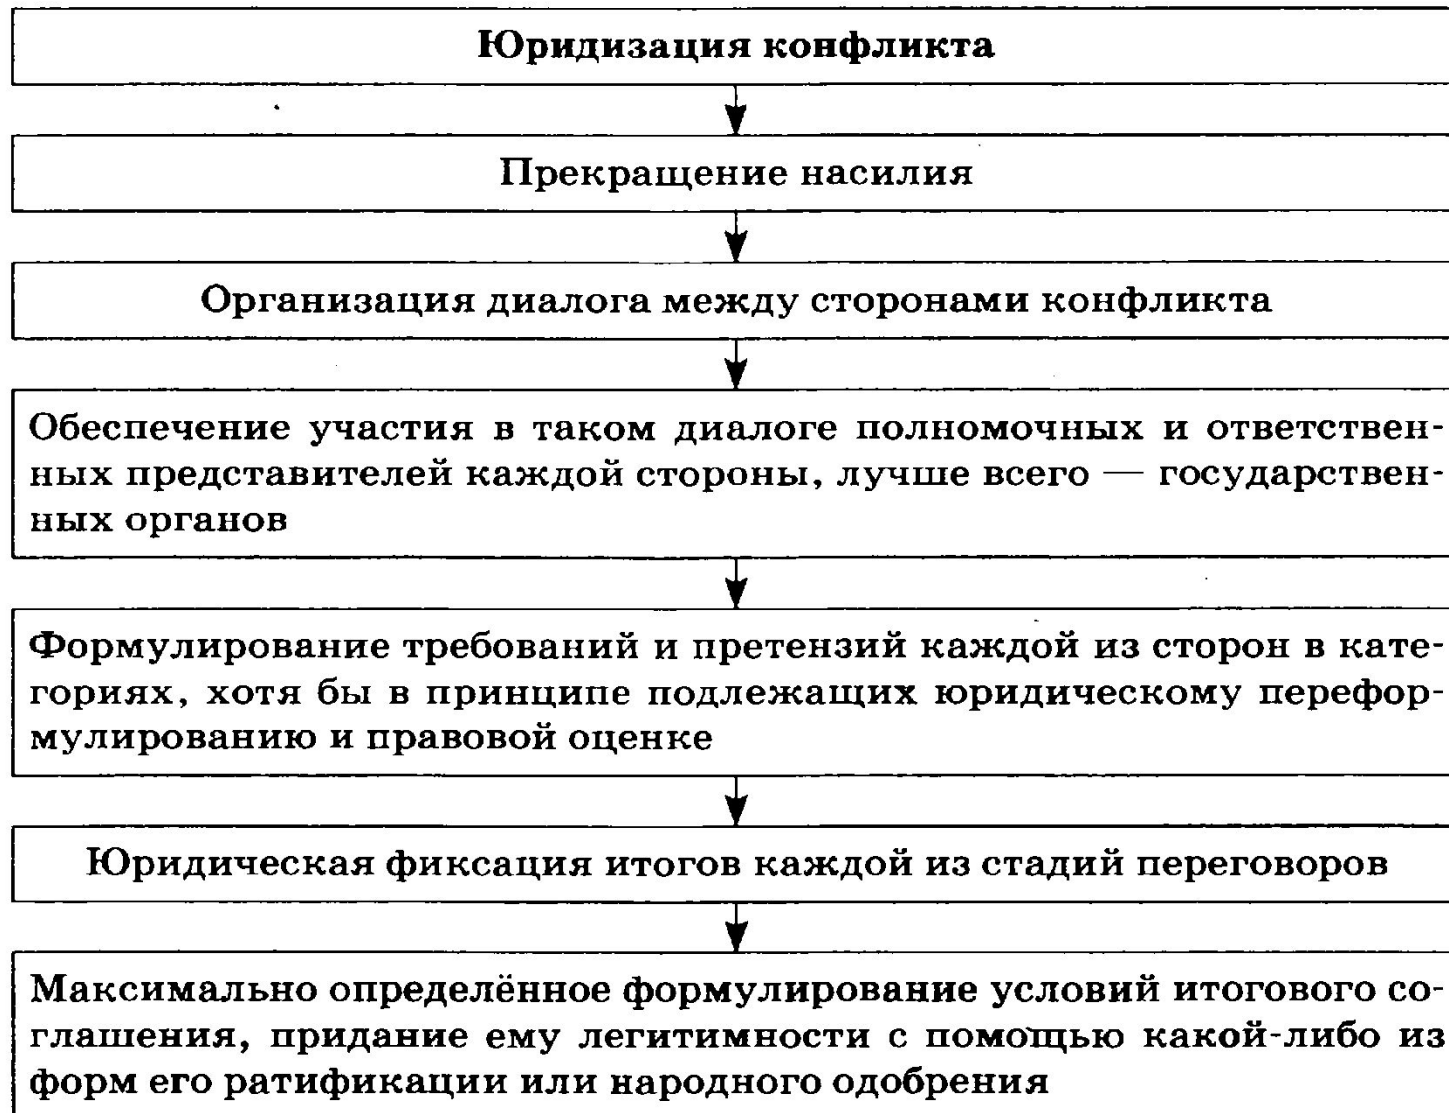 Юридизация конфликта
Прекращение насилия
Организация диалога между сторонами конфликта
Обеспечение участия в таком диалоге полномочных и ответствен-
ных представителей каждой стороны, лучше всего — государствен-
ных органов
Формулирование требований и претензий каждой из сторон в кате-
гориях, хотя бы в принципе подлежащих юридическому перефор-
мулированию и правовой оценке
Юридическая фиксация итогов каждой из стадий переговоров
Максимально определённое формулирование условий итогового со-
глашения, придание ему легитимности с помощью какой-либо из
форм его ратификации или народного одобрения